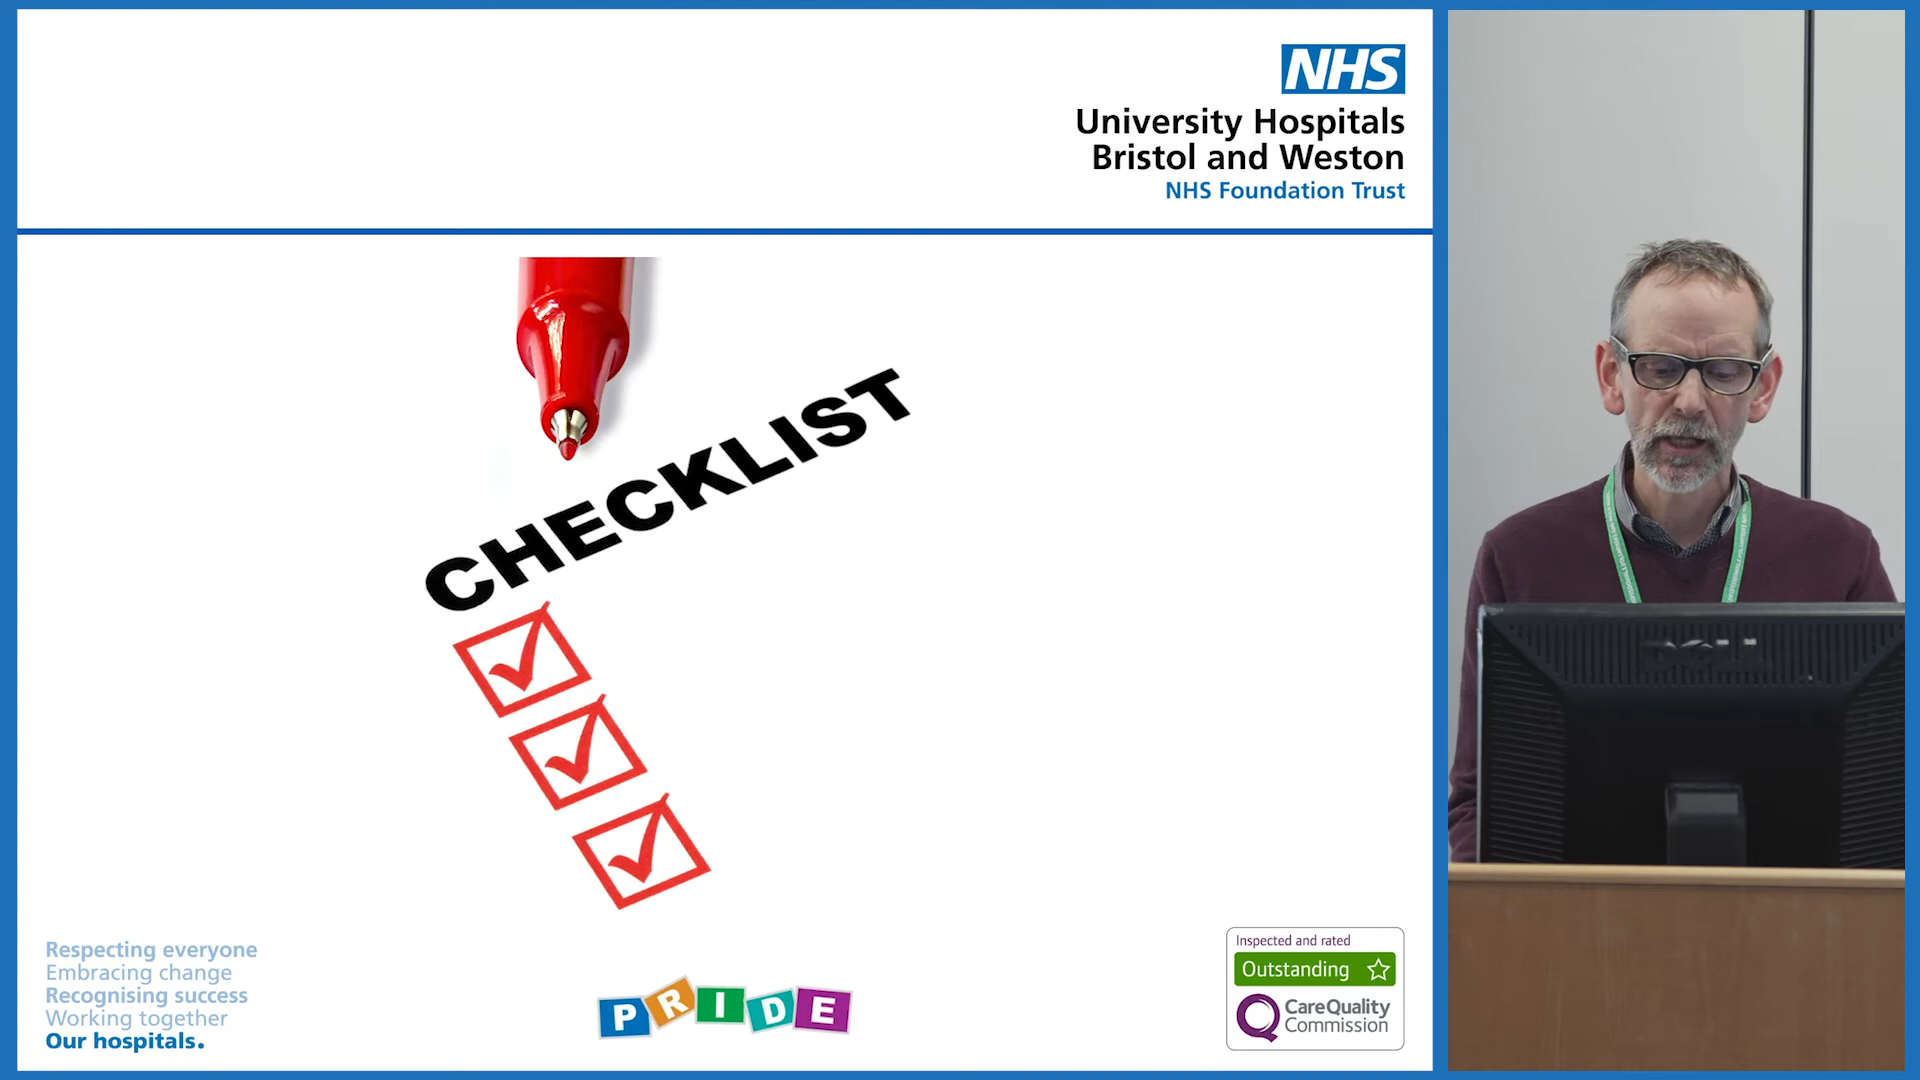 NHS
University Hospitals
Bristol and Weston
NHS Foundation Trust
CHECKLIST
Respecting everyone
Embracing change
Recognising success
Working together
Our hospitals.
PRIDE
Inspected and rated
Outstanding
CareQuality
Commission
DELL